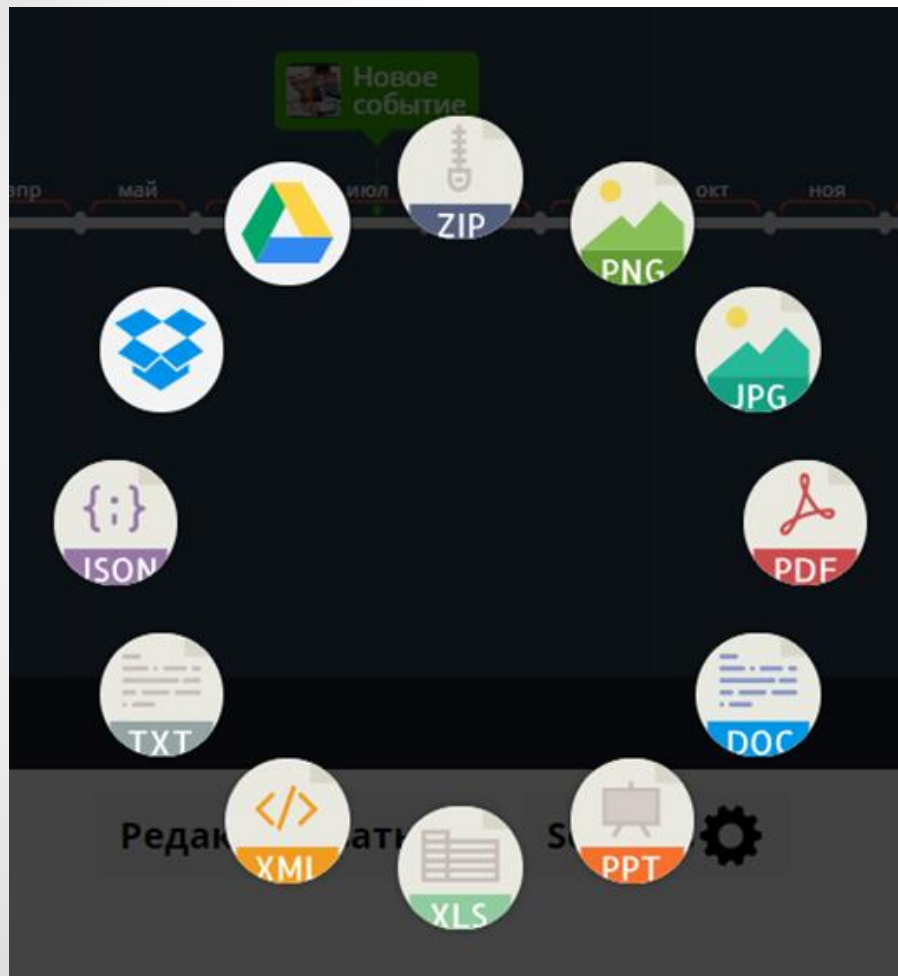 Новое
событие
май
июл
окт
ноя
ZIP
PNG
JPG
PDF
JSON
DOC
TXT
XML
PPT
XLS